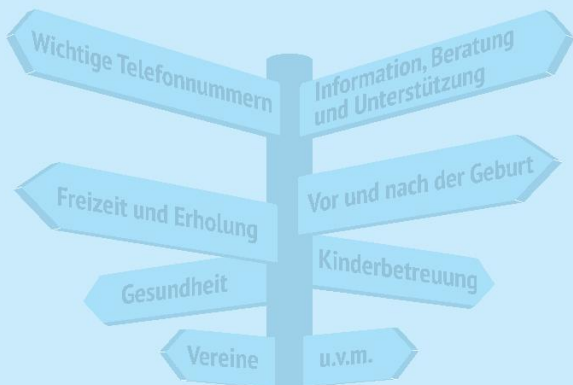 Wichtige Telefonnummern
Information, Beratung
und Unterstützung
Freizeit und Erholung
Vor und nach der Geburt
Gesundheit
Kinderbetreuung
Vereine
u.v.m.